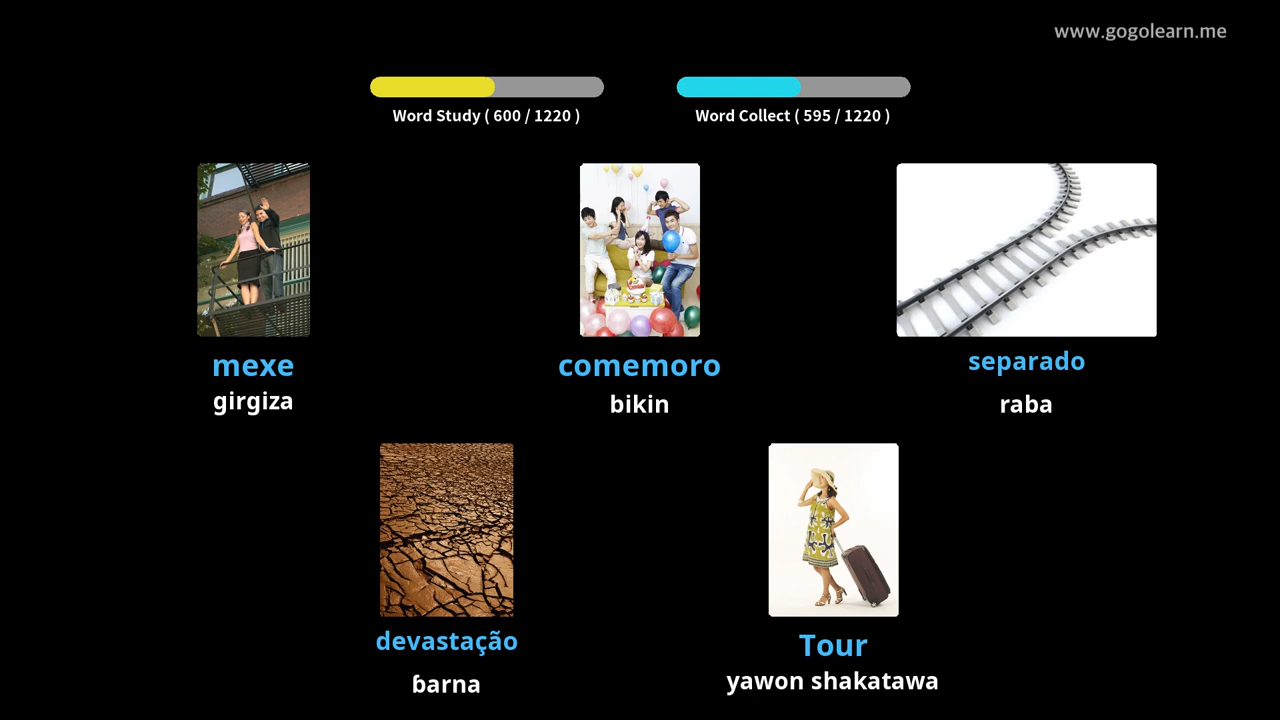 www.gogolearn.me
Word Study ( 600 / 1220 )
Word Collect ( 595 / 1220 )
mexe
girgiza
comemoro
bikin
separado
raba
devastação
ɓarna
Tour
yawon shakatawa